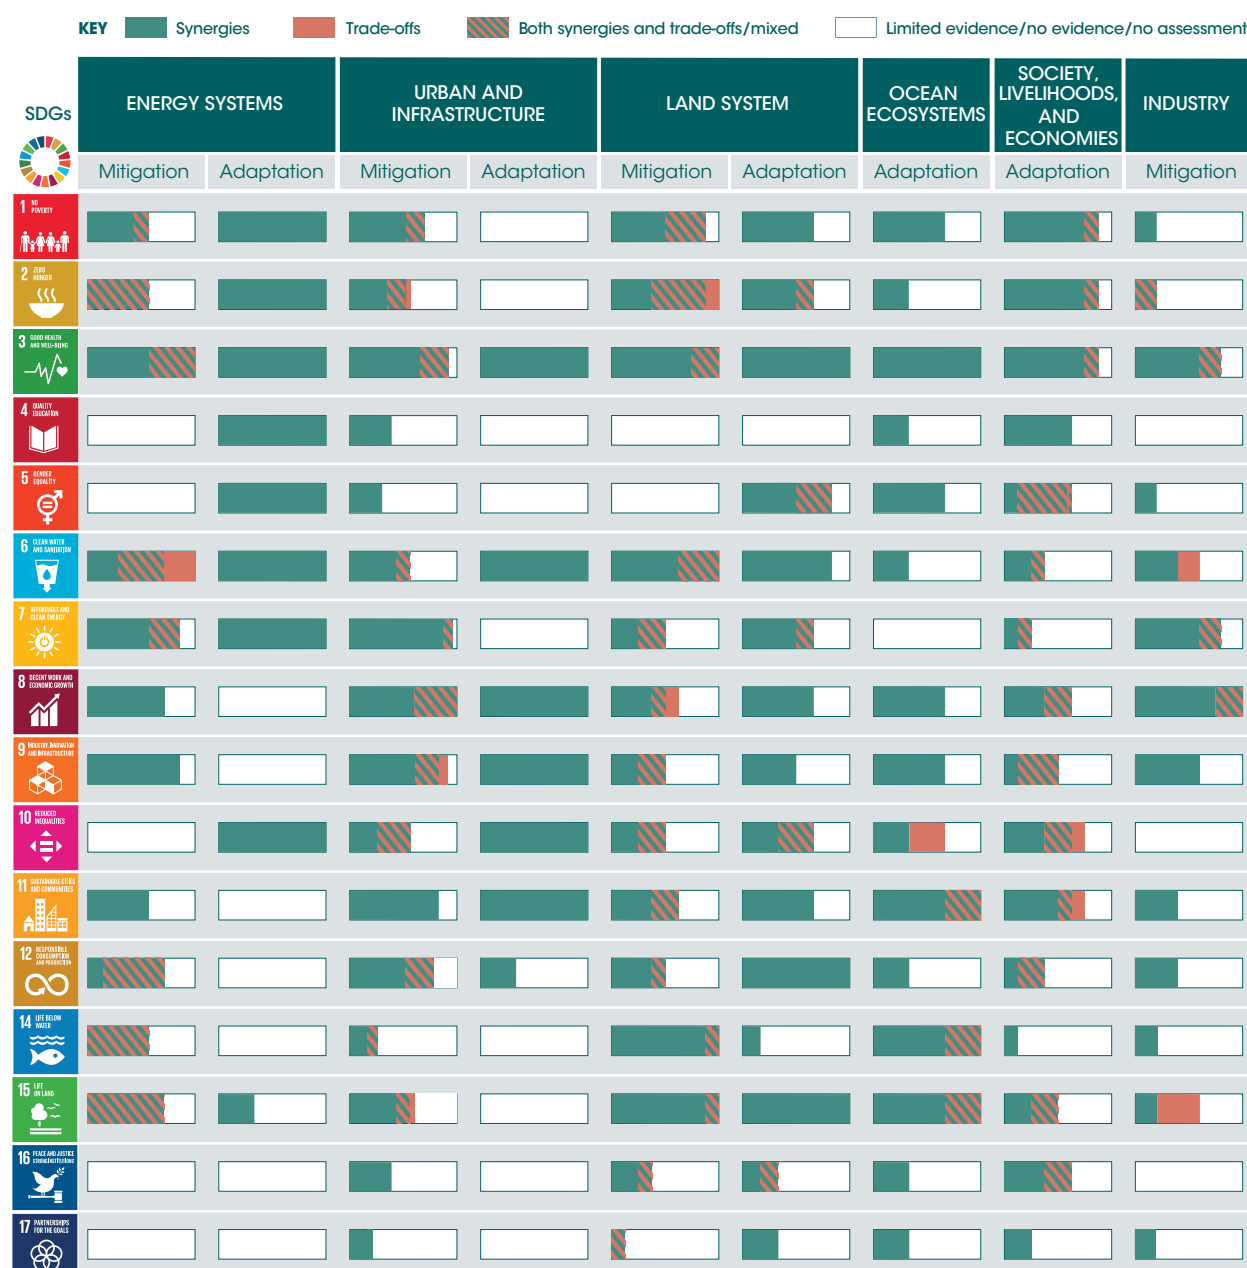 KEY Synergies Trade-offs Both synergies and trade-offs/mixed Limited evidence/no evidence/no assessment
SDGs
ENERGY SYSTEMS
URBAN AND
INFRASTRUCTURE
LAND SYSTEM
OCEAN
ECOSYSTEMS
SOCIETY,
LIVELIHOODS,
AND
ECONOMIES
INDUSTRY
Mitigation Adaptation Mitigation Adaptation Mitigation Adaptation Adaptation Adaptation Mitigation
1 NO
POVERTY
2 ZERO
HUNGER
3 GOOD HEALTH
AND WELL-BEING
4 QUALITY
EDUCATION
5 GENDER
EQUALITY
6 CLEAN WATER
AND SANITATION
7 AFFORDABLE AND
CLEAN ENERGY
8 DECENT WORK AND
ECONOMIC GROWTH
9 INDUSTRY, INNOVATION
AND INFRASTRUCTURE
10 REDUCED
INEQUALITIES
11 SUSTAINABLE CITIES
AND COMMUNITIES
12 RESPONSIBLE
CONSUMPTION
AND PRODUCTION
14 LIFE BELOW
WATER
15 LIFE
ON LAND
16 PEACE AND JUSTICE
STRONG INSTITUTIONS
17 PARTNERSHIPS
FOR THE GOALS